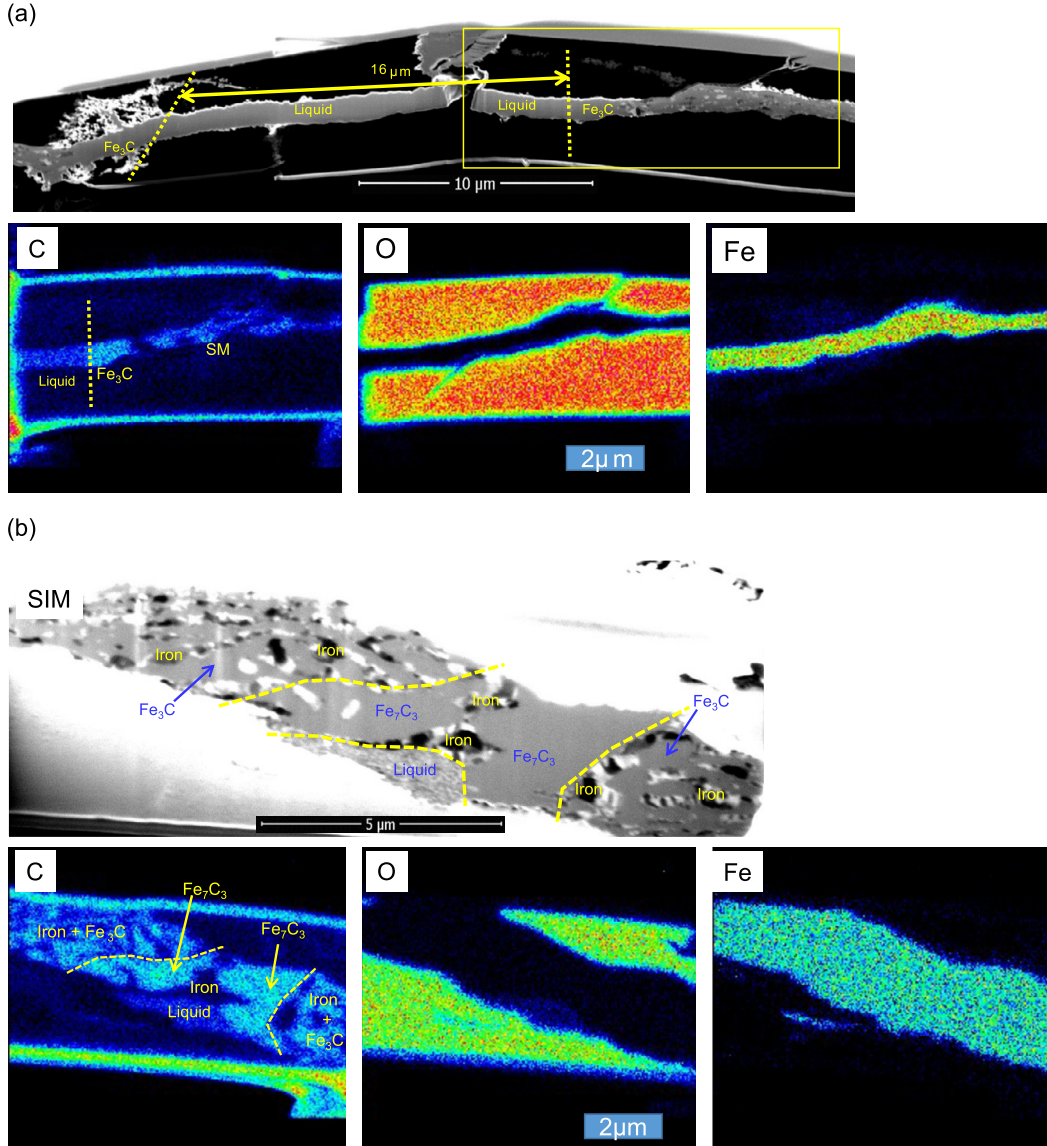 (a)
16 μm
Liquid
Liquid
Fe₃C
Fe₃C
10 μm
C
O
Fe
Liquid
Fe₃C
SM
2μm
(b)
SIM
Iron
Iron
Fe₃C
Fe₇C₃
Iron
Fe₃C
Iron
Liquid
Fe₇C₃
Iron
Iron
5 μm
C
O
Fe
Fe₇C₃
Iron + Fe₃C
Fe₇C₃
Iron
Liquid
Iron
+
Fe₃C
2μm